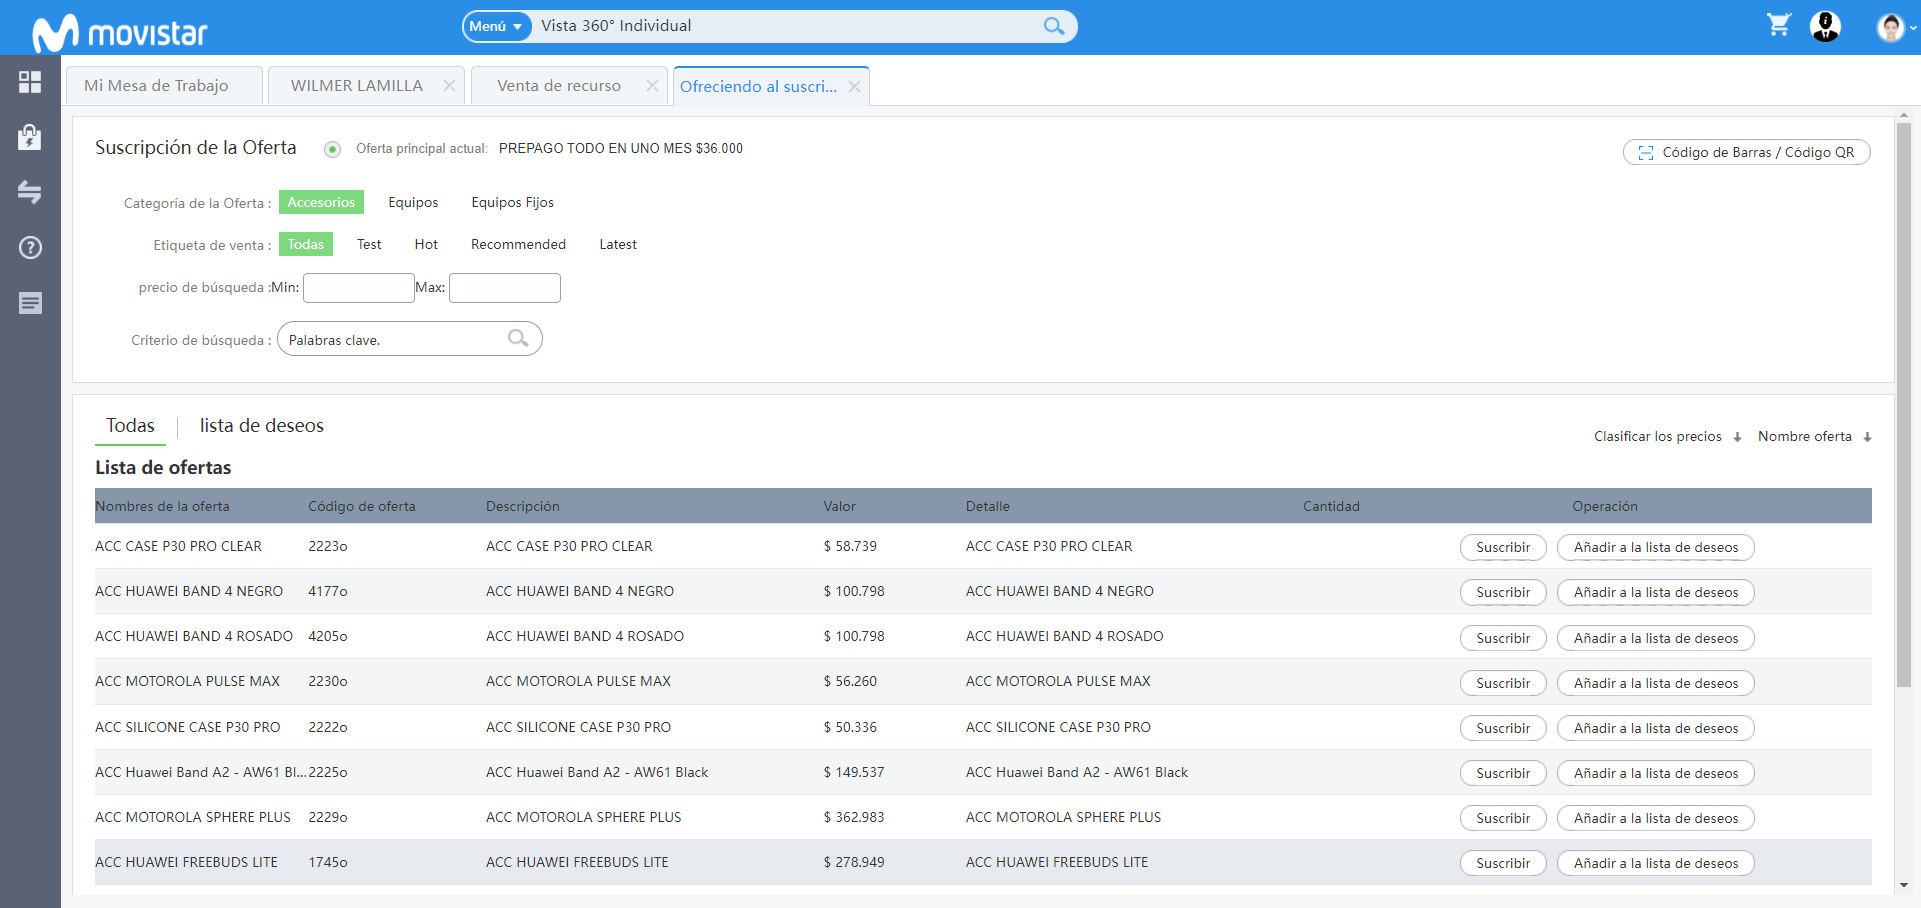 movistar
Menú Vista 360° Individual
Mi Mesa de Trabajo WILMER LAMILLA Venta de recurso Ofreciendo al suscri...
Suscripción de la Oferta Oferta principal actual: PREPAGO TODO EN UNO MES $36.000
Código de Barras / Código QR
Categoría de la Oferta : Accesorios Equipos Equipos Fijos
Etiqueta de venta : Todas Test Hot Recommended Latest
precio de búsqueda :Min: Max:
Criterio de búsqueda : Palabras clave.
Todas lista de deseos
Clasificar los precios Nombre oferta
Lista de ofertas
Nombres de la oferta Código de oferta Descripción Valor Detalle Cantidad Operación
ACC CASE P30 PRO CLEAR 2223o ACC CASE P30 PRO CLEAR $ 58.739 ACC CASE P30 PRO CLEAR Suscribir Añadir a la lista de deseos
ACC HUAWEI BAND 4 NEGRO 4177o ACC HUAWEI BAND 4 NEGRO $ 100.798 ACC HUAWEI BAND 4 NEGRO Suscribir Añadir a la lista de deseos
ACC HUAWEI BAND 4 ROSADO 4205o ACC HUAWEI BAND 4 ROSADO $ 100.798 ACC HUAWEI BAND 4 ROSADO Suscribir Añadir a la lista de deseos
ACC MOTOROLA PULSE MAX 2230o ACC MOTOROLA PULSE MAX $ 56.260 ACC MOTOROLA PULSE MAX Suscribir Añadir a la lista de deseos
ACC SILICONE CASE P30 PRO 2222o ACC SILICONE CASE P30 PRO $ 50.336 ACC SILICONE CASE P30 PRO Suscribir Añadir a la lista de deseos
ACC Huawei Band A2 - AW61 Bl... 2225o ACC Huawei Band A2 - AW61 Black $ 149.537 ACC Huawei Band A2 - AW61 Black Suscribir Añadir a la lista de deseos
ACC MOTOROLA SPHERE PLUS 2229o ACC MOTOROLA SPHERE PLUS $ 362.983 ACC MOTOROLA SPHERE PLUS Suscribir Añadir a la lista de deseos
ACC HUAWEI FREEBUDS LITE 1745o ACC HUAWEI FREEBUDS LITE $ 278.949 ACC HUAWEI FREEBUDS LITE Suscribir Añadir a la lista de deseos